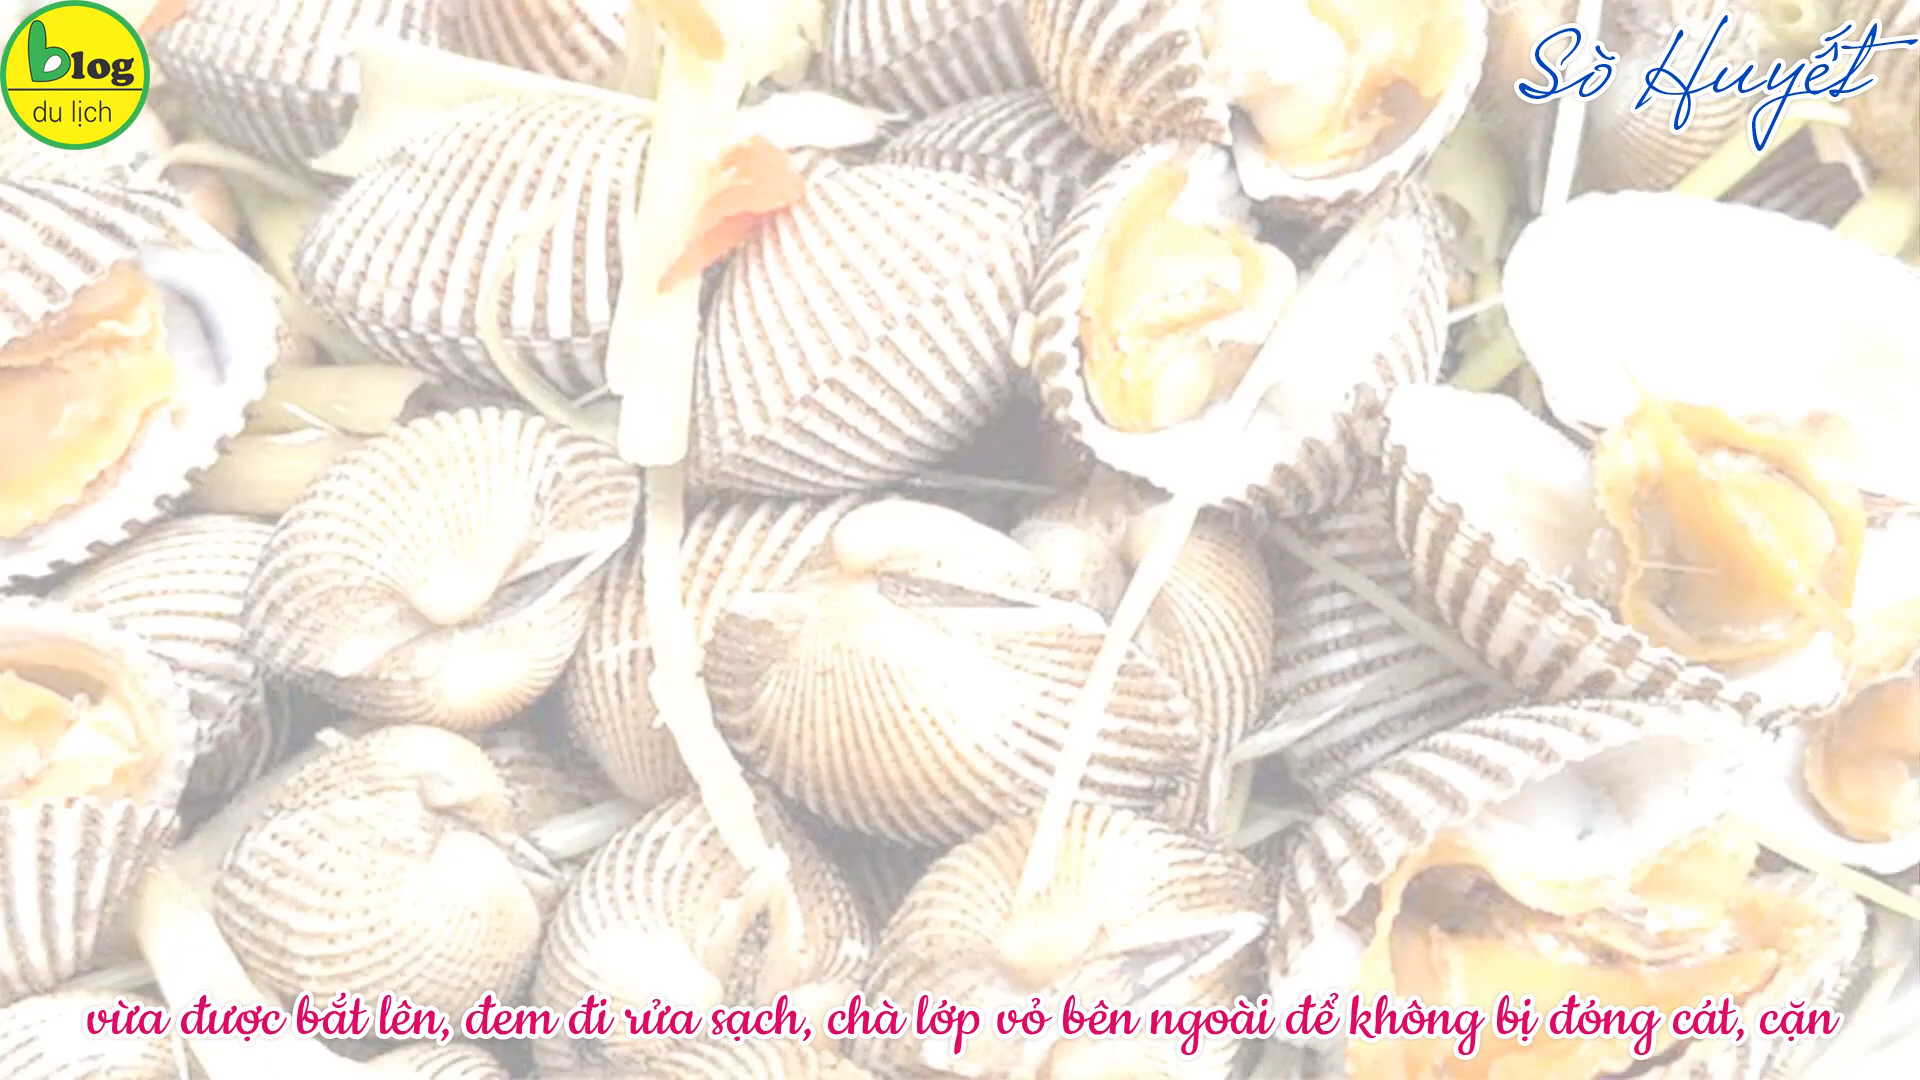 blog
du lịch
Sò Huyết
vừa được bắt lên, đem đi rửa sạch, chà lớp vỏ bên ngoài để không bị đóng cát, cặn